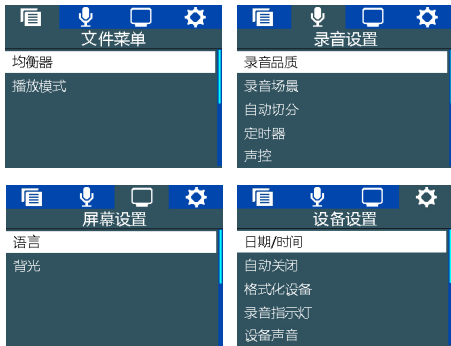 文件菜单
均衡器
播放模式
录音设置
录音品质
录音场景
自动切分
定时器
声控
屏幕设置
语言
背光
设备设置
日期/时间
自动关闭
格式化设备
录音指示灯
设备声音